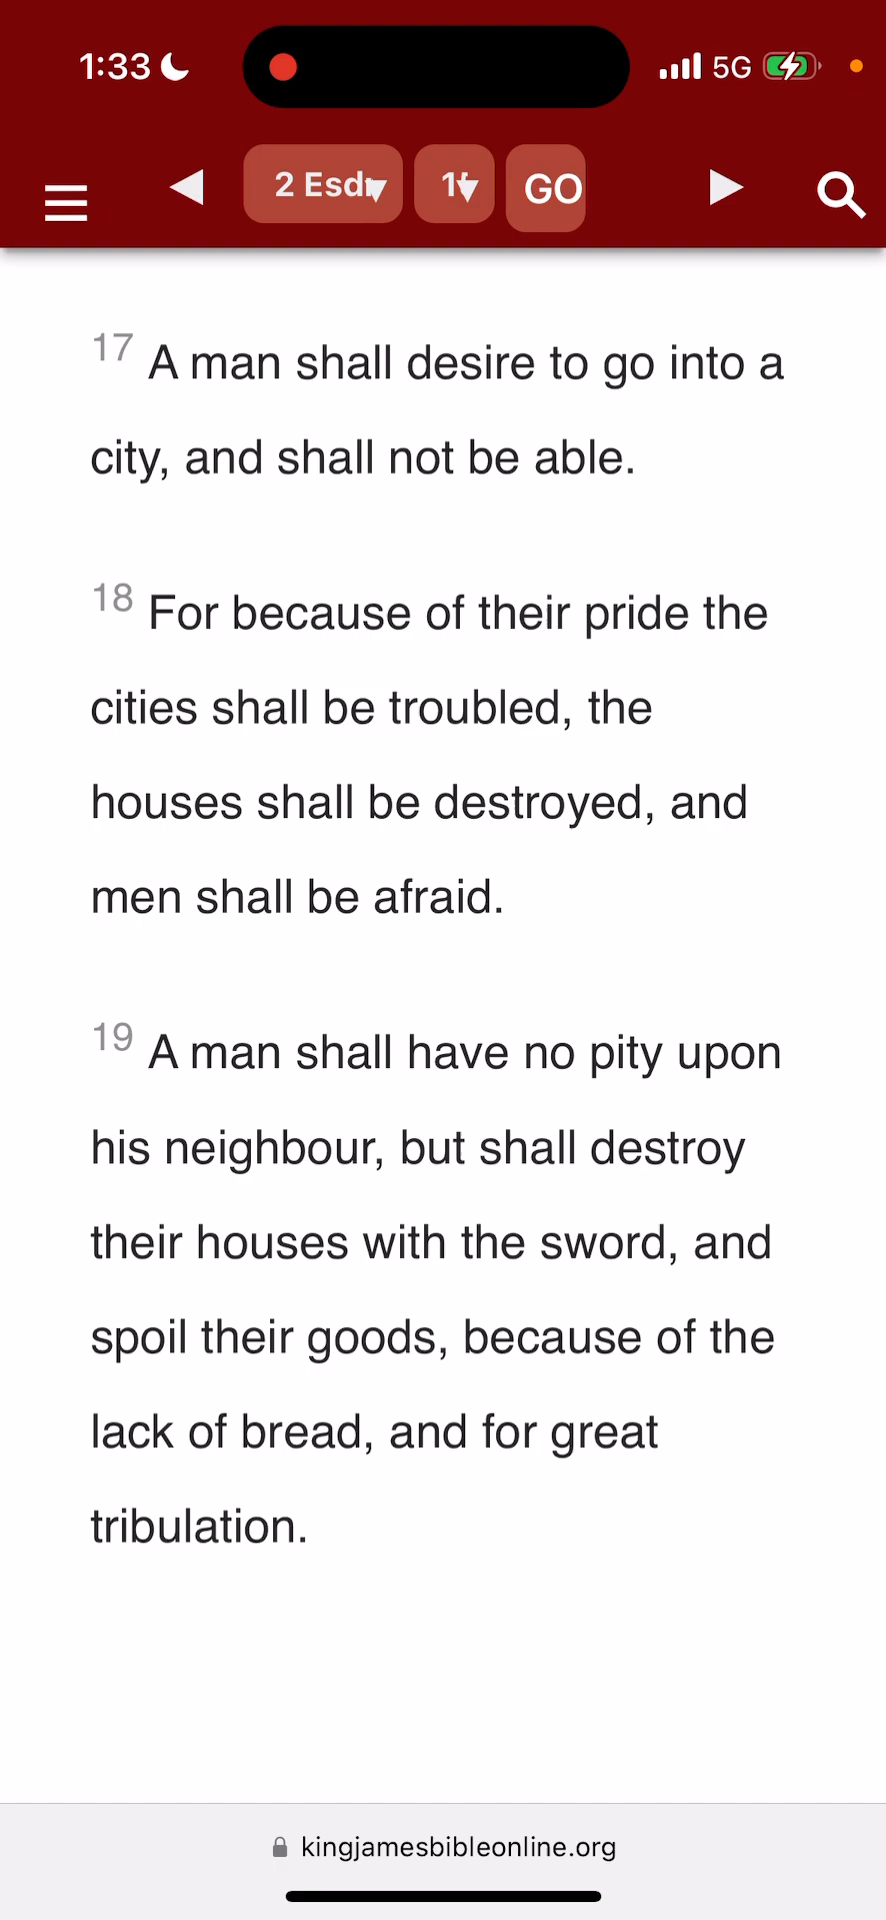 1:33 5G
2 Esdr GO
17 A man shall desire to go into a
city, and shall not be able.
18 For because of their pride the
cities shall be troubled, the
houses shall be destroyed, and
men shall be afraid.
19 A man shall have no pity upon
his neighbour, but shall destroy
their houses with the sword, and
spoil their goods, because of the
lack of bread, and for great
tribulation.
kingjamesbibleonline.org